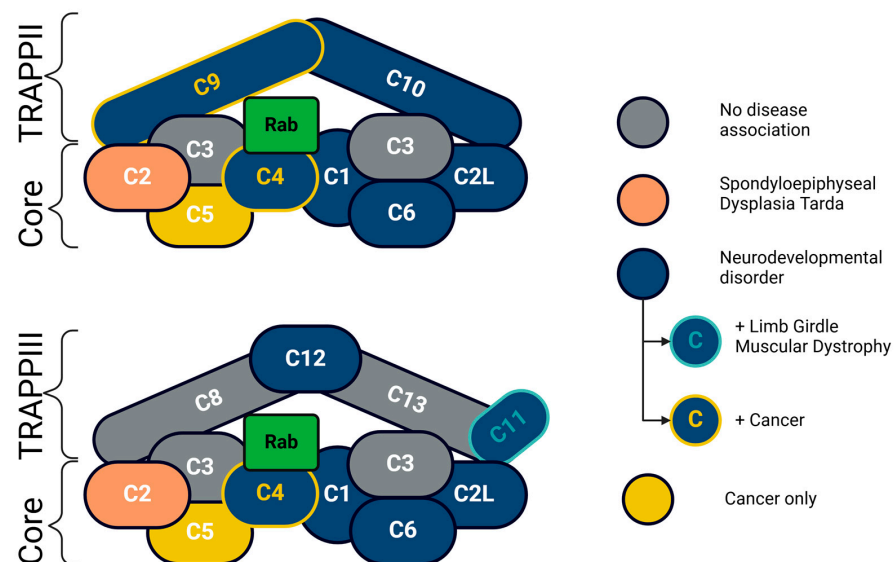 TRAPPII
Core
C9
C10
Rab
C3
C3
C2
C4
C1
C2L
C5
C6
TRAPPIII
Core
C12
C8
C13
C11
Rab
C3
C3
C2
C4
C1
C2L
C5
C6
No disease
association
Spondyloepiphyseal
Dysplasia Tarda
Neurodevelopmental
disorder
C
+ Limb Girdle
Muscular Dystrophy
C
+ Cancer
Cancer only